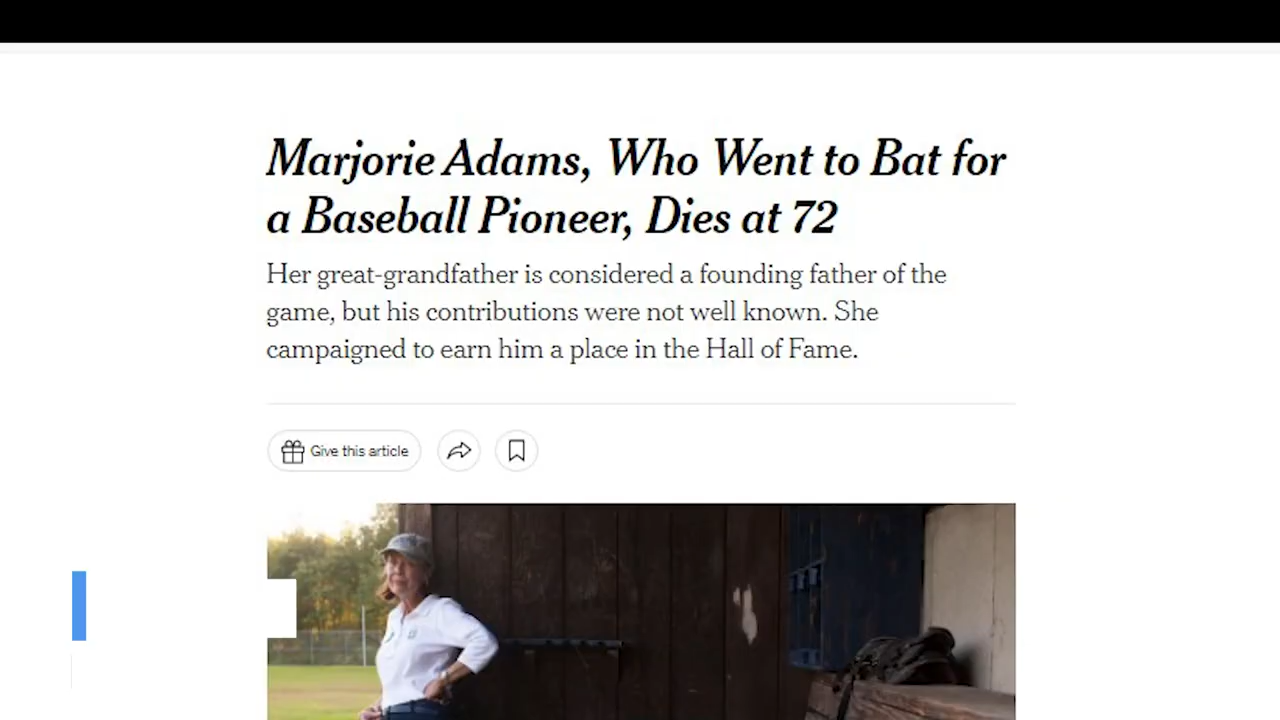 Marjorie Adams, Who Went to Bat for
a Baseball Pioneer, Dies at 72
Her great-grandfather is considered a founding father of the
game, but his contributions were not well known. She
campaigned to earn him a place in the Hall of Fame.
Give this article